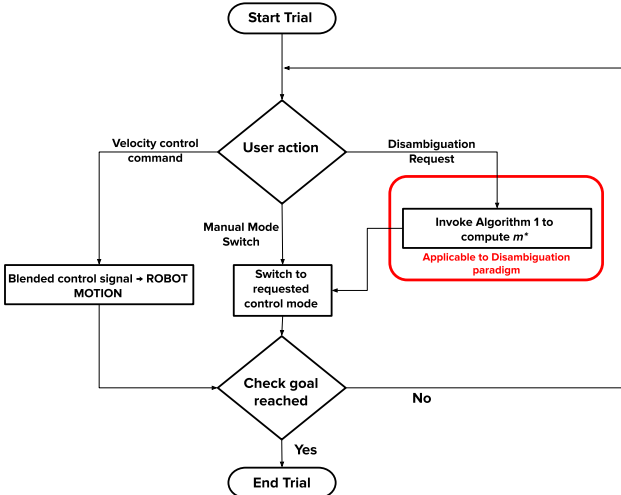 Start Trial
User action
Velocity control
command
Disambiguation
Request
Manual Mode
Switch
Invoke Algorithm 1 to
compute m*
Applicable to Disambiguation
paradigm
Blended control signal → ROBOT
MOTION
Switch to
requested
control mode
Check goal
reached
No
Yes
End Trial